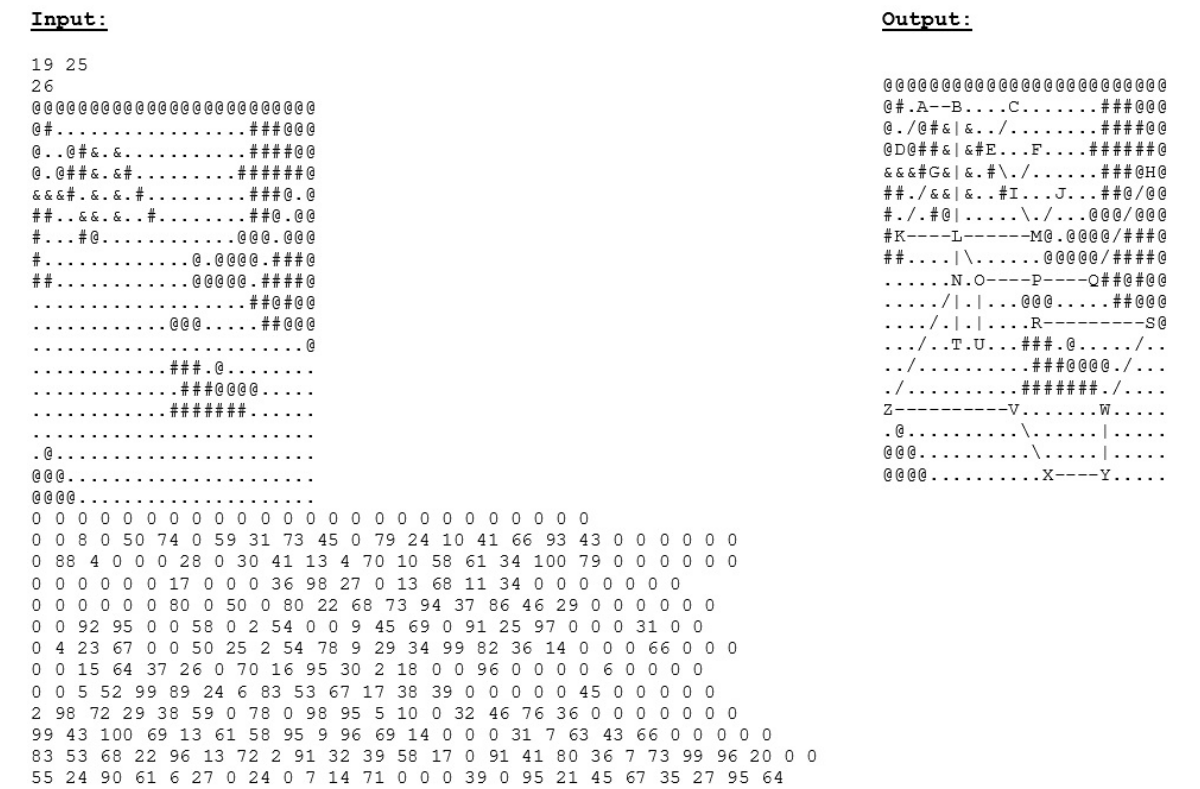 Input:
19 25
26
@@@@@@@@@@@@@@@@@@@@@@@@@
@#.................###@@@
@..@#&.&...........####@@
@.@##&.&#.........######@
&&&#.&.&.#.........###@.@
##..&&.&..#........##@.@@
#...#@............@@@.@@@
#.............@.@@@@.###@
##............@@@@@.####@
...................##@#@@
............@@@.....##@@@
........................@
............###.@........
.............###@@@@.....
............#######......
.........................
.@.......................
@@@......................
@@@@.....................
0 0 0 0 0 0 0 0 0 0 0 0 0 0 0 0 0 0 0 0 0 0 0 0 0
0 0 8 0 50 74 0 59 31 73 45 0 79 24 10 41 66 93 43 0 0 0 0 0 0
0 88 4 0 0 0 28 0 30 41 13 4 70 10 58 61 34 100 79 0 0 0 0 0 0
0 0 0 0 0 0 17 0 0 0 36 98 27 0 13 68 11 34 0 0 0 0 0 0 0
0 0 0 0 0 0 80 0 50 0 80 22 68 73 94 37 86 46 29 0 0 0 0 0 0
0 0 92 95 0 0 58 0 2 54 0 0 9 45 69 0 91 25 97 0 0 0 31 0 0
0 4 23 67 0 0 50 25 2 54 78 9 29 34 99 82 36 14 0 0 0 66 0 0 0
0 0 15 64 37 26 0 70 16 95 30 2 18 0 0 96 0 0 0 0 6 0 0 0 0
0 0 5 52 99 89 24 6 83 53 67 17 38 39 0 0 0 0 0 45 0 0 0 0 0
2 98 72 29 38 59 0 78 0 98 95 5 10 0 32 46 76 36 0 0 0 0 0 0 0
99 43 100 69 13 61 58 95 9 96 69 14 0 0 0 31 7 63 43 66 0 0 0 0 0
83 53 68 22 96 13 72 2 91 32 39 58 17 0 91 41 80 36 7 73 99 96 20 0 0
55 24 90 61 6 27 0 24 0 7 14 71 0 0 0 39 0 95 21 45 67 35 27 95 64
Output:
@@@@@@@@@@@@@@@@@@@@@@@@@
@#.A--B....C.......###@@@
@./@#&|&../........####@@
@D@##&|&#E...F....######@
&&&#G&|&.#\./......###@H@
##./&&|&..#I...J...##@/@@
#./.#@|.....\./...@@@/@@@
#K----L------M@.@@@@/###@
##....|\......@@@@@/####@
......N.O----P----Q##@#@@
...../|.|...@@@.....##@@@
..../.|.|....R---------S@
.../..T.U...###.@...../..
../..........###@@@@./...
./..........#######./....
Z----------V.......W.....
.@..........\......|.....
@@@..........\.....|.....
@@@@..........X----Y.....